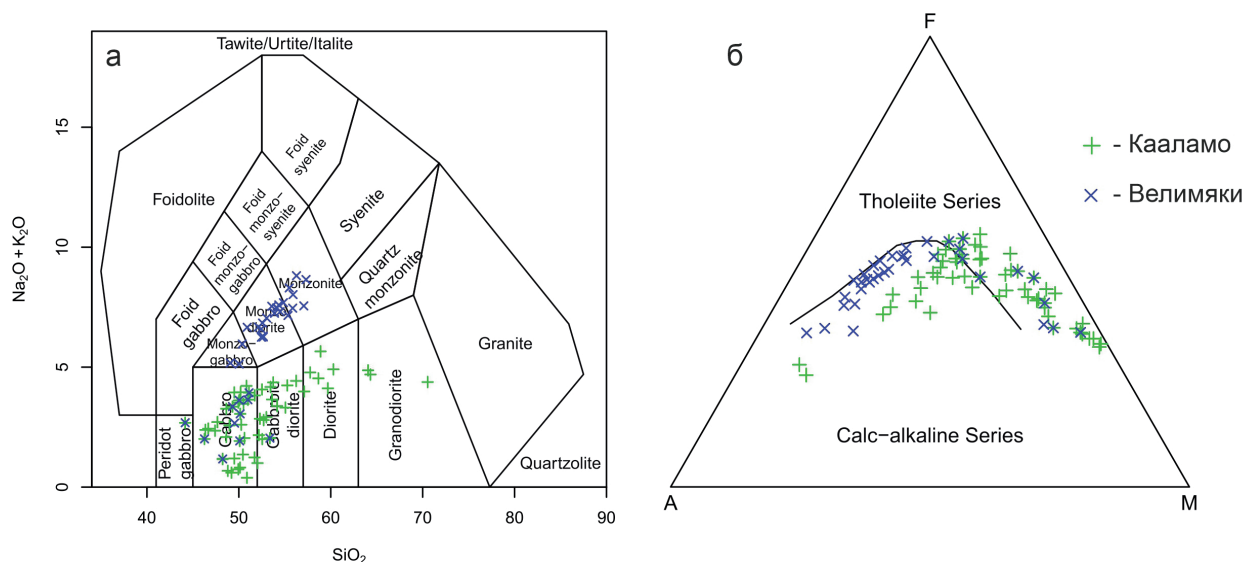 а
Tawite/Urtite/Italite
Foidolite
Foid
syenite
Foid
monzo–
syenite
Syenite
Foid
monzo–
gabbro
Quartz
monzonite
Foid
gabbro
Monzonite
Monzo–
diorite
Monzo–
gabbro
Granite
Peridot
gabbro
Gabbro
Gabbroic
diorite
Diorite
Granodiorite
Quartzolite
Na2O + K2O
0
5
10
15
40
50
60
70
80
90
SiO2
б
F
Tholeiite Series
Calc–alkaline Series
A
M
- Кааламо
- Велимяки